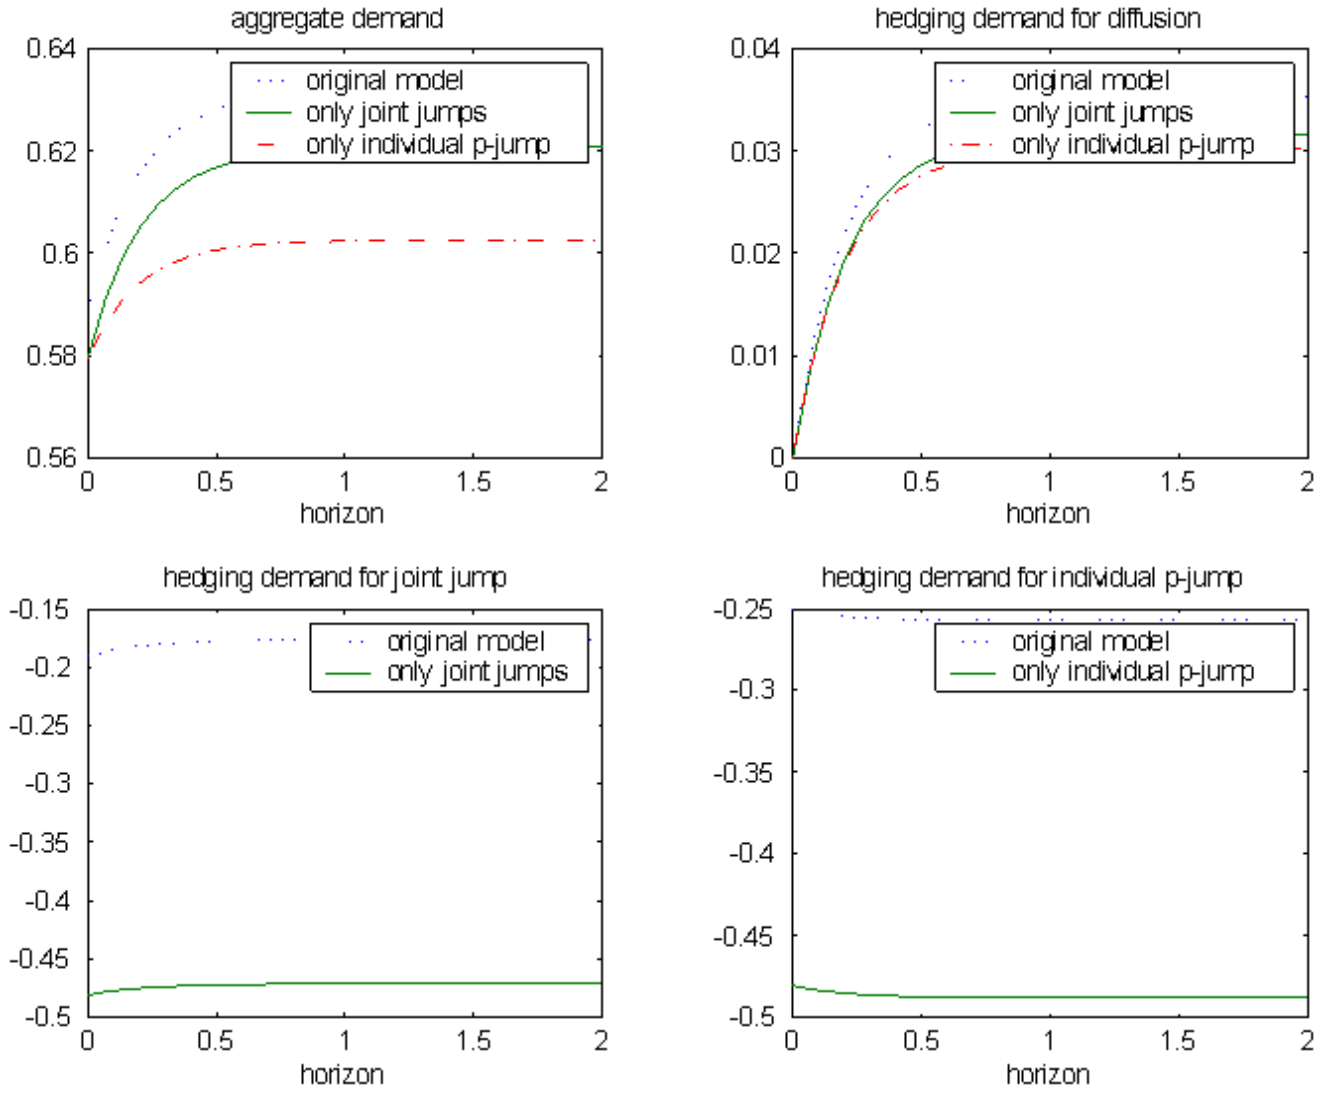 aggregate demand
0.64
0.62
0.6
0.58
0.56
original model
only joint jumps
only individual p-jump
0 0.5 1 1.5 2
horizon
hedging demand for diffusion
0.04
0.03
0.02
0.01
0
original model
only joint jumps
only individual p-jump
0 0.5 1 1.5 2
horizon
hedging demand for joint jump
-0.15
-0.2
-0.25
-0.3
-0.35
-0.4
-0.45
-0.5
original model
only joint jumps
0 0.5 1 1.5 2
horizon
hedging demand for individual p-jump
-0.25
-0.3
-0.35
-0.4
-0.45
-0.5
original model
only individual p-jump
0 0.5 1 1.5 2
horizon